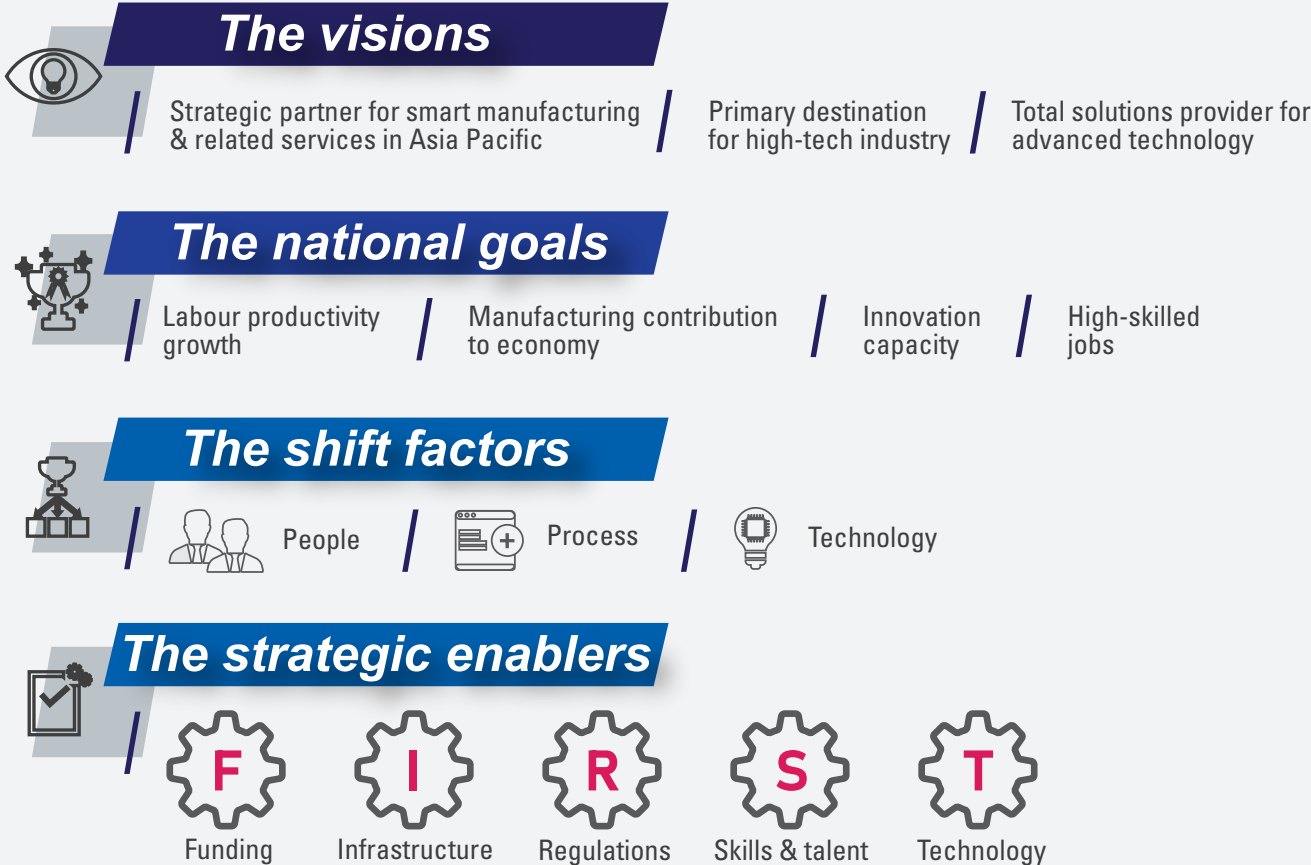 The visions
Strategic partner for smart manufacturing
& related services in Asia Pacific
Primary destination
for high-tech industry
Total solutions provider for
advanced technology
The national goals
Labour productivity
growth
Manufacturing contribution
to economy
Innovation
capacity
High-skilled
jobs
The shift factors
People
Process
Technology
The strategic enablers
F I R S T
Funding Infrastructure Regulations Skills & talent Technology